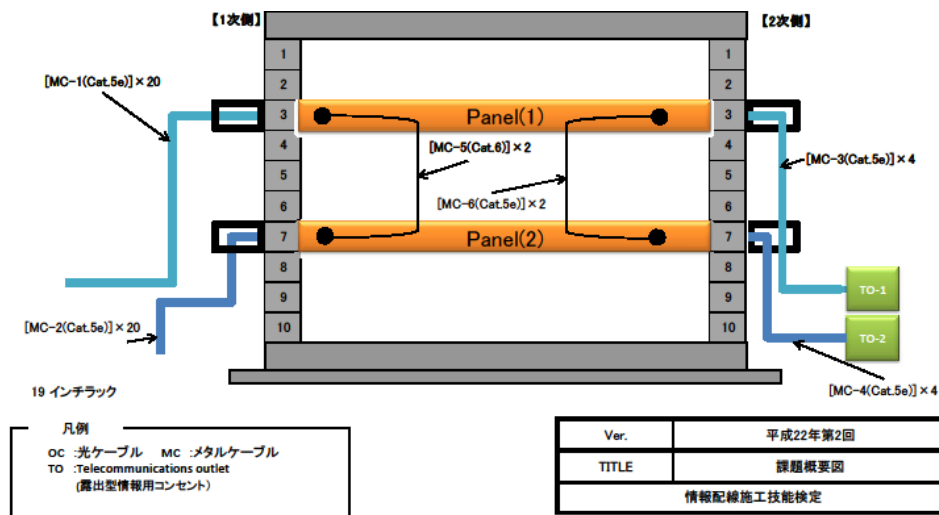 【1次側】
【2次側】
1
2
3
4
5
6
7
8
9
10
1
2
3
4
5
6
7
8
9
10
[MC-1(Cat.5e)]×20
Panel(1)
[MC-5(Cat.6)]×2
[MC-3(Cat.5e)]×4
[MC-6(Cat.5e)]×2
Panel(2)
TO-1
[MC-2(Cat.5e)]×20
TO-2
[MC-4(Cat.5e)]×4
19 インチラック
凡例
OC :光ケーブル MC :メタルケーブル
TO :Telecommunications outlet
(露出型情報用コンセント)
Ver. 平成22年第2回
TITLE 課題概要図
情報配線施工技能検定